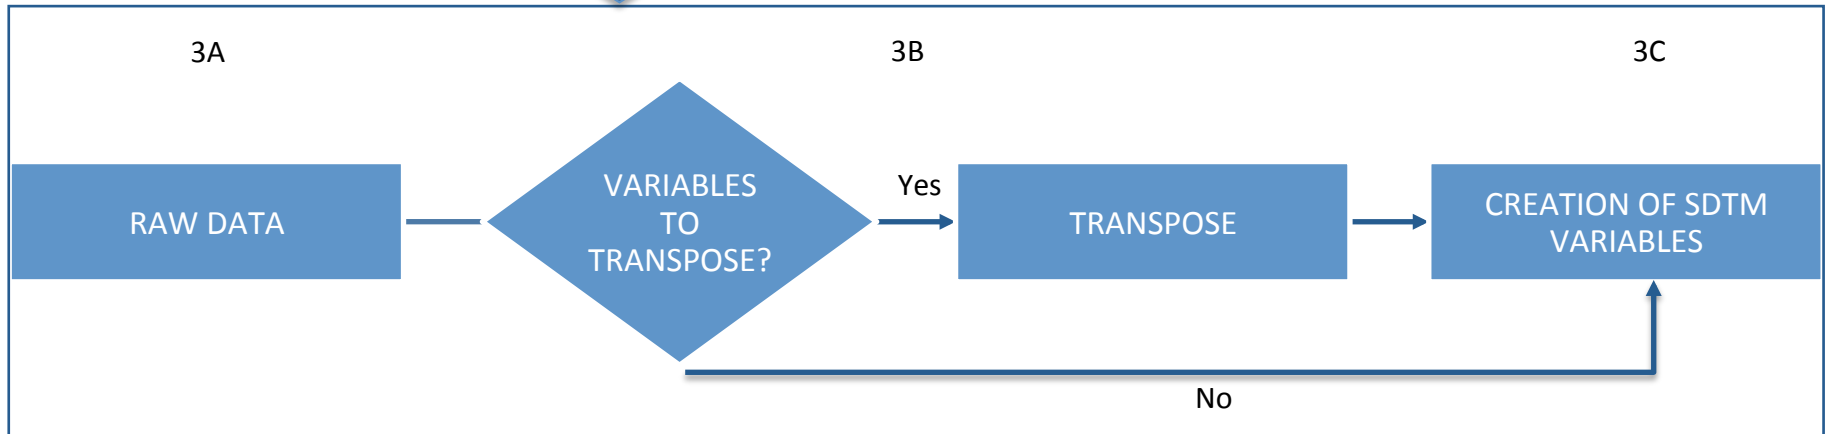 3A
3B
3C
RAW DATA
VARIABLES
TO
TRANSPOSE?
Yes
TRANSPOSE
CREATION OF SDTM
VARIABLES
No